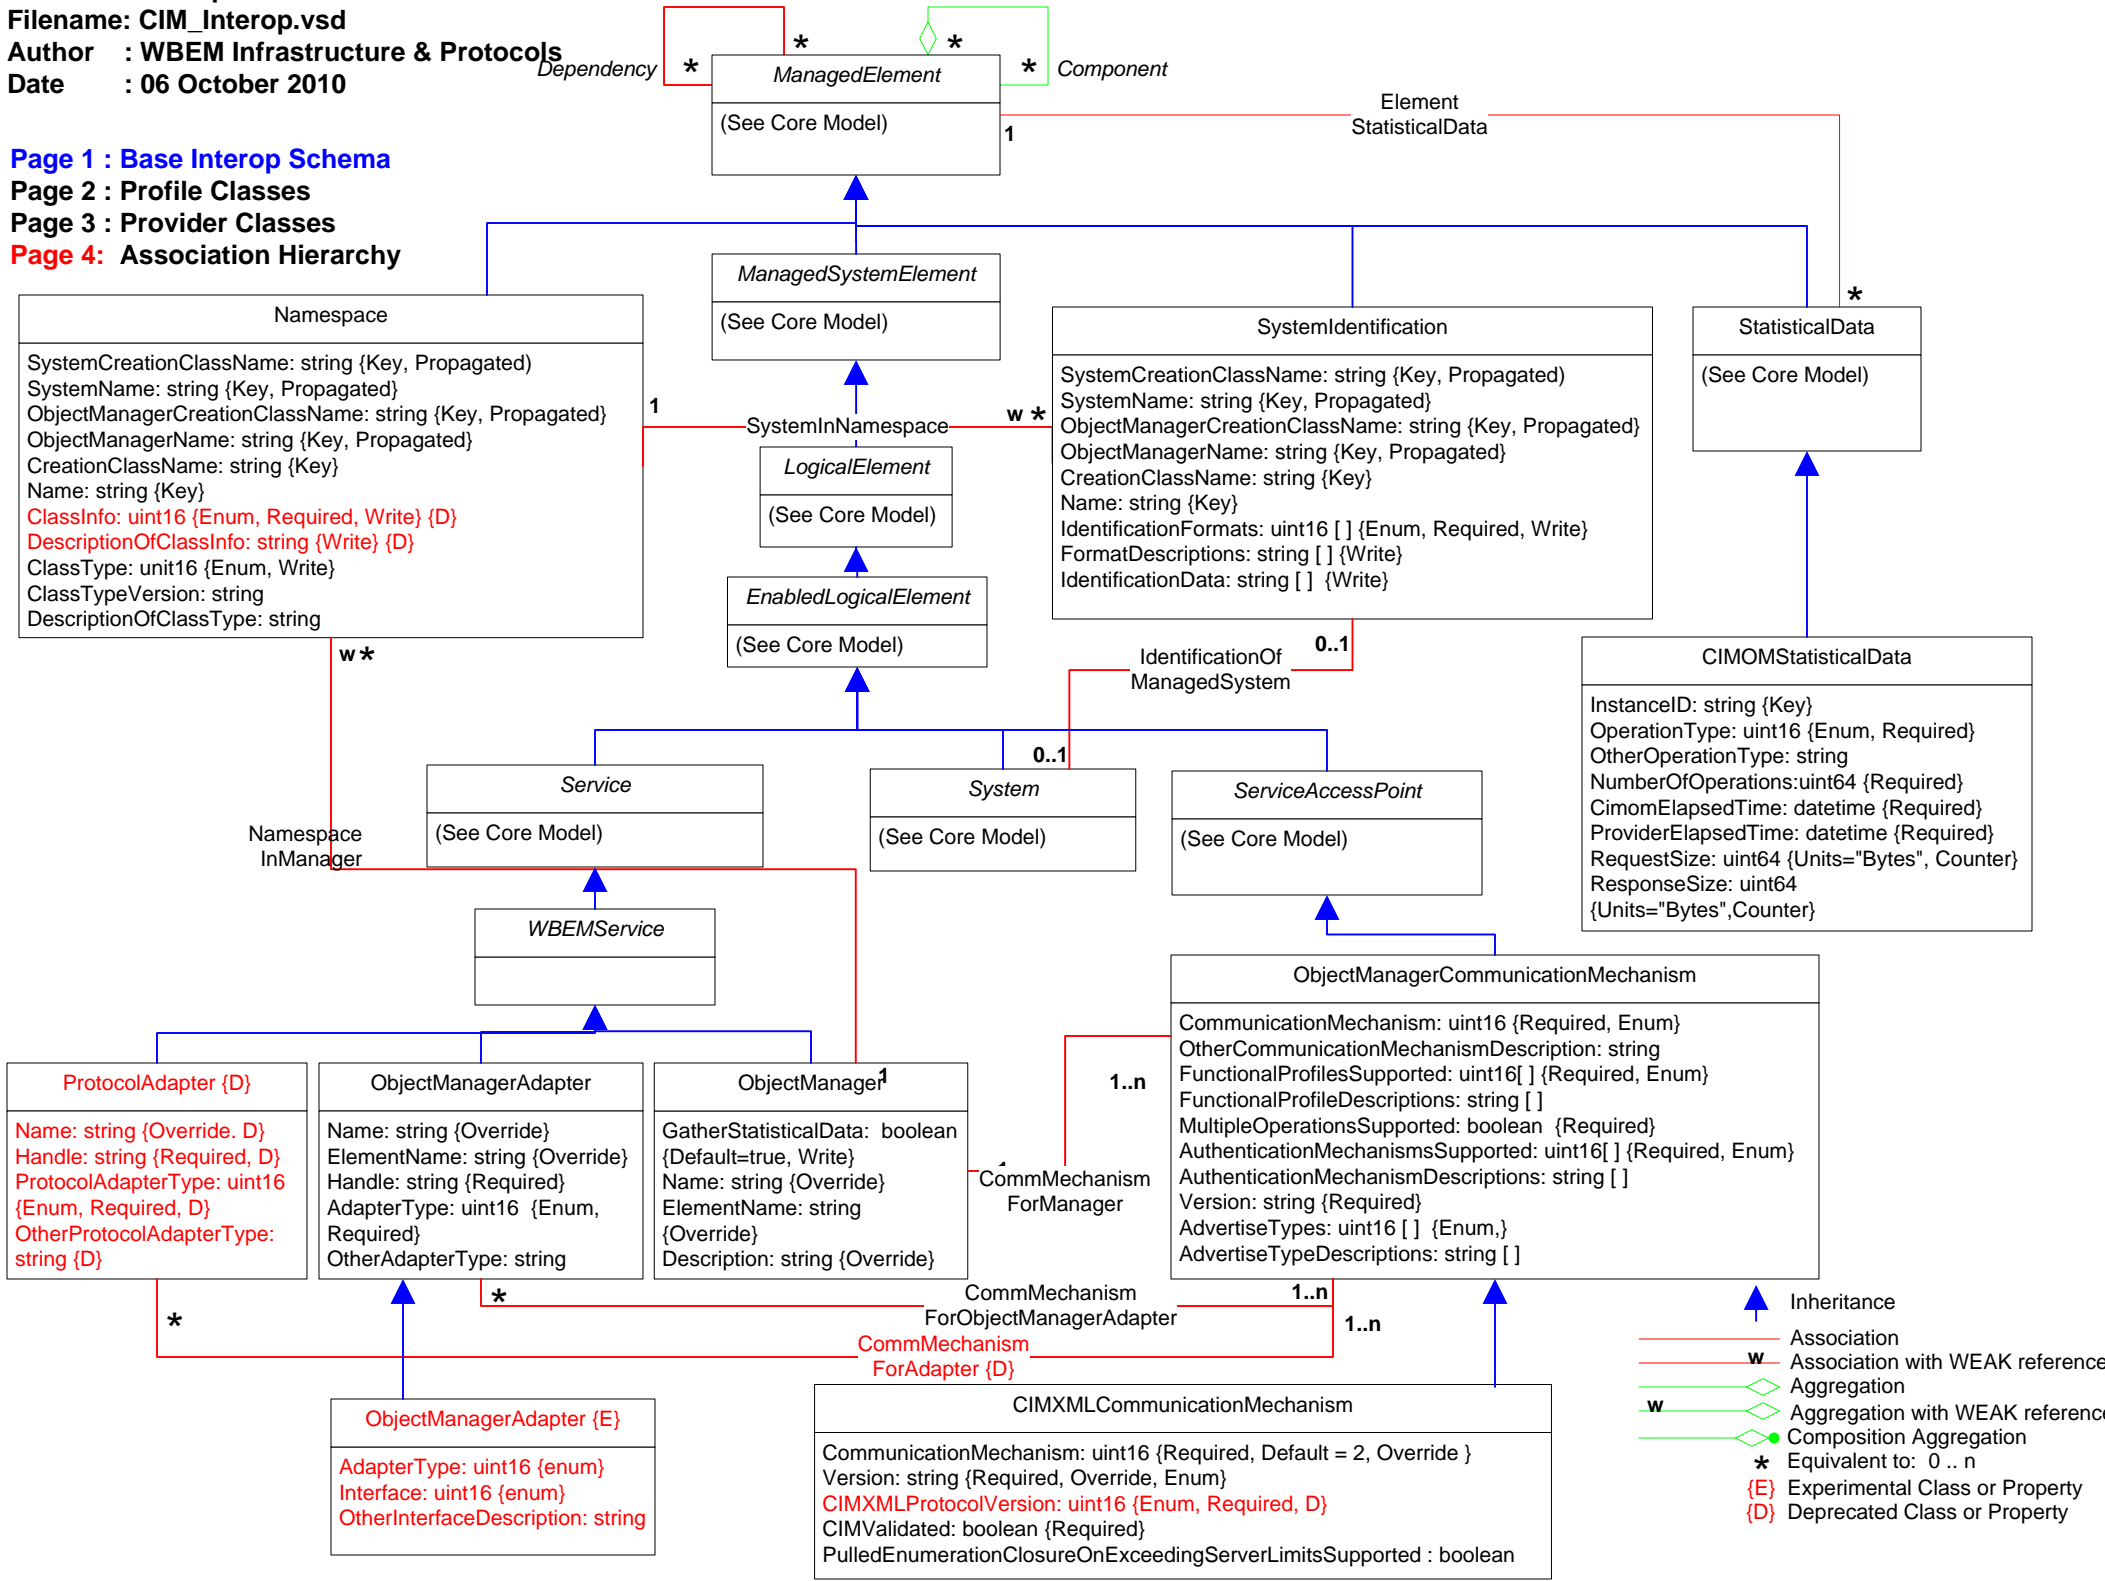 Filename: CIM_Interop.vsd
Author : WBEM Infrastructure & Protocols
Date : 06 October 2010
Page 1 : Base Interop Schema
Page 2 : Profile Classes
Page 3 : Provider Classes
Page 4: Association Hierarchy
Dependency
*
*
*
*
Component
ManagedElement
(See Core Model)
1
Element
StatisticalData
*
ManagedSystemElement
(See Core Model)
Namespace
SystemCreationClassName: string {Key, Propagated)
SystemName: string {Key, Propagated}
ObjectManagerCreationClassName: string {Key, Propagated}
ObjectManagerName: string {Key, Propagated}
CreationClassName: string {Key}
Name: string {Key}
ClassInfo: uint16 {Enum, Required, Write} {D}
DescriptionOfClassInfo: string {Write} {D}
ClassType: unit16 {Enum, Write}
ClassTypeVersion: string
DescriptionOfClassType: string
1
SystemInNamespace
w *
SystemIdentification
SystemCreationClassName: string {Key, Propagated)
SystemName: string {Key, Propagated}
ObjectManagerCreationClassName: string {Key, Propagated}
ObjectManagerName: string {Key, Propagated}
CreationClassName: string {Key}
Name: string {Key}
IdentificationFormats: uint16 [ ] {Enum, Required, Write}
FormatDescriptions: string [ ] {Write}
IdentificationData: string [ ] {Write}
StatisticalData
(See Core Model)
LogicalElement
(See Core Model)
EnabledLogicalElement
(See Core Model)
w *
IdentificationOf
ManagedSystem
0..1
0..1
CIMOMStatisticalData
InstanceID: string {Key}
OperationType: uint16 {Enum, Required}
OtherOperationType: string
NumberOfOperations:uint64 {Required}
CimomElapsedTime: datetime {Required}
ProviderElapsedTime: datetime {Required}
RequestSize: uint64 {Units="Bytes", Counter}
ResponseSize: uint64
{Units="Bytes",Counter}
Service
(See Core Model)
System
(See Core Model)
ServiceAccessPoint
(See Core Model)
Namespace
InManager
WBEMService
ObjectManagerCommunicationMechanism
CommunicationMechanism: uint16 {Required, Enum}
OtherCommunicationMechanismDescription: string
FunctionalProfilesSupported: uint16[ ] {Required, Enum}
FunctionalProfileDescriptions: string [ ]
MultipleOperationsSupported: boolean {Required}
AuthenticationMechanismsSupported: uint16[ ] {Required, Enum}
AuthenticationMechanismDescriptions: string [ ]
Version: string {Required}
AdvertiseTypes: uint16 [ ] {Enum,}
AdvertiseTypeDescriptions: string [ ]
ProtocolAdapter {D}
Name: string {Override. D}
Handle: string {Required, D}
ProtocolAdapterType: uint16
{Enum, Required, D}
OtherProtocolAdapterType:
string {D}
ObjectManagerAdapter
Name: string {Override}
ElementName: string {Override}
Handle: string {Required}
AdapterType: uint16 {Enum,
Required}
OtherAdapterType: string
ObjectManager
1
GatherStatisticalData: boolean
{Default=true, Write}
Name: string {Override}
ElementName: string
{Override}
Description: string {Override}
1..n
CommMechanism
ForManager
*
CommMechanism
ForObjectManagerAdapter
1..n
*
CommMechanism
ForAdapter {D}
1..n
ObjectManagerAdapter {E}
AdapterType: uint16 {enum}
Interface: uint16 {enum}
OtherInterfaceDescription: string
CIMXMLCommunicationMechanism
CommunicationMechanism: uint16 {Required, Default = 2, Override }
Version: string {Required, Override, Enum}
CIMXMLProtocolVersion: uint16 {Enum, Required, D}
CIMValidated: boolean {Required}
PulledEnumerationClosureOnExceedingServerLimitsSupported : boolean
Inheritance
Association
w Association with WEAK reference
Aggregation
w Aggregation with WEAK reference
Composition Aggregation
* Equivalent to: 0 .. n
{E} Experimental Class or Property
{D} Deprecated Class or Property